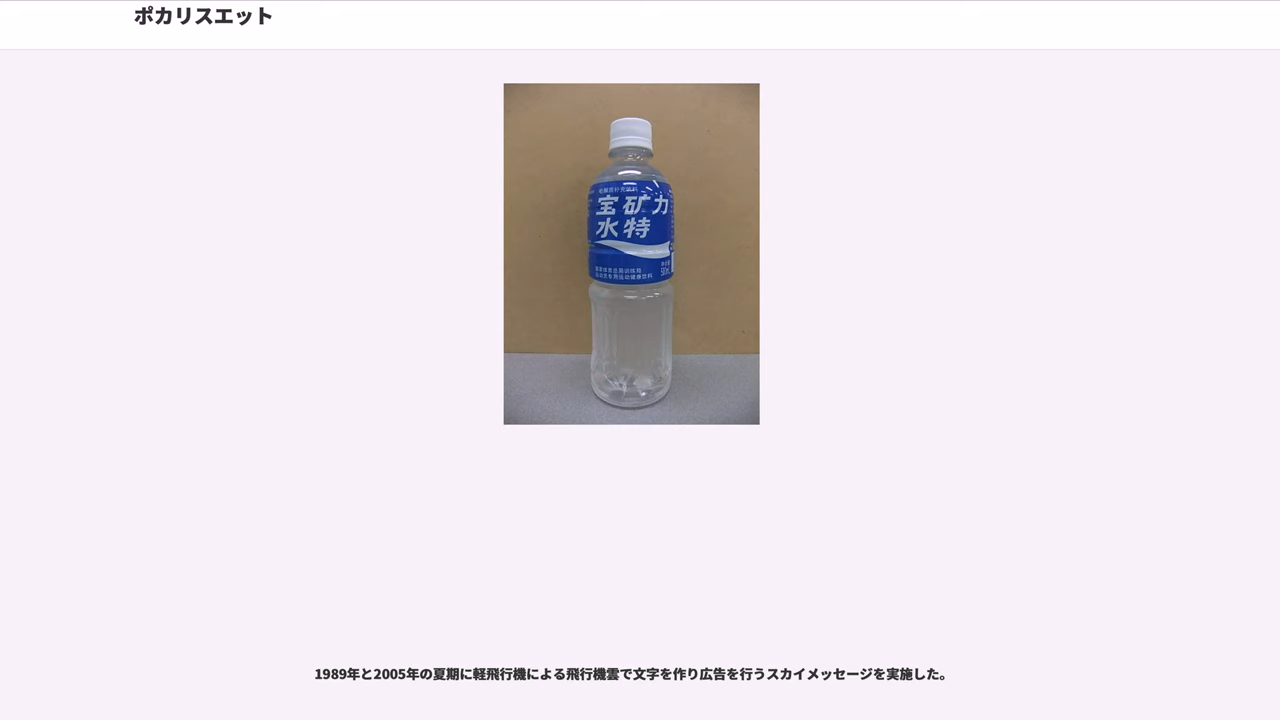 ポカリスエット
宝矿力
水特
1989年と2005年の夏期に軽飛行機による飛行機雲で文字を作り広告を行うスカイメッセージを実施した。